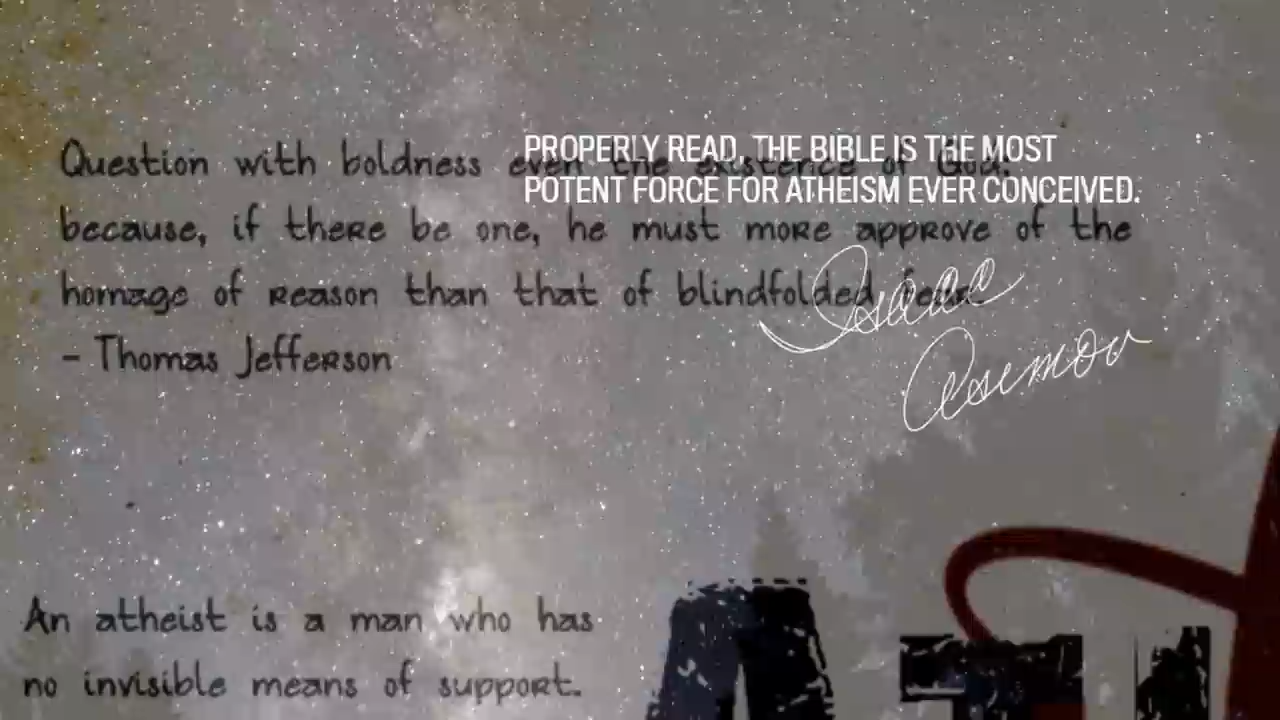 Question with boldness even the existence of God:
because, if there be one, he must more approve of the
homage of reason than that of blindfolded fear.
- Thomas Jefferson
PROPERLY READ, THE BIBLE IS THE MOST
POTENT FORCE FOR ATHEISM EVER CONCEIVED.
Isaac
Asimov
An atheist is a man who has
no invisible means of support.